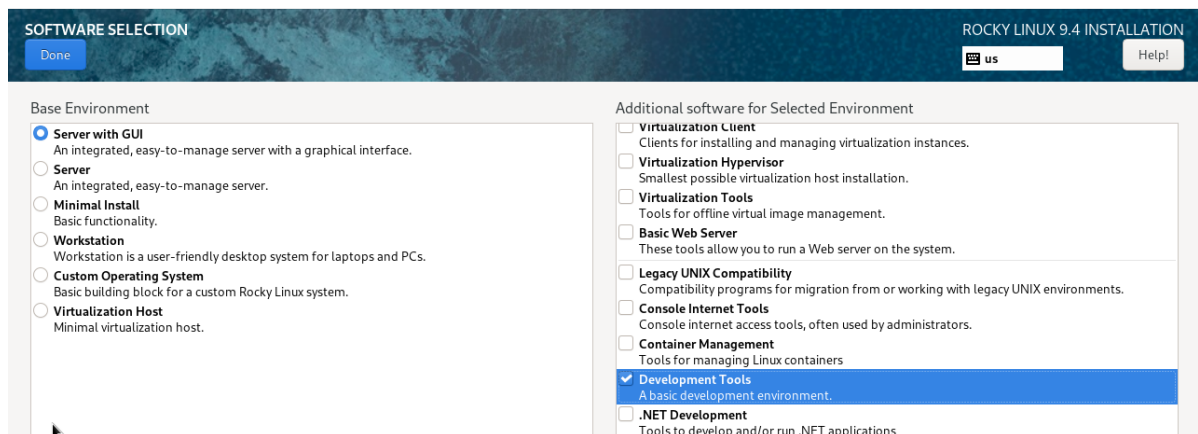 SOFTWARE SELECTION
ROCKY LINUX 9.4 INSTALLATION
Done
us
Help!
Base Environment
Server with GUI
An integrated, easy-to-manage server with a graphical interface.
Server
An integrated, easy-to-manage server.
Minimal Install
Basic functionality.
Workstation
Workstation is a user-friendly desktop system for laptops and PCs.
Custom Operating System
Basic building block for a custom Rocky Linux system.
Virtualization Host
Minimal virtualization host.
Additional software for Selected Environment
Virtualization Client
Clients for installing and managing virtualization instances.
Virtualization Hypervisor
Smallest possible virtualization host installation.
Virtualization Tools
Tools for offline virtual image management.
Basic Web Server
These tools allow you to run a Web server on the system.
Legacy UNIX Compatibility
Compatibility programs for migration from or working with legacy UNIX environments.
Console Internet Tools
Console internet access tools, often used by administrators.
Container Management
Tools for managing Linux containers
Development Tools
A basic development environment.
.NET Development
Tools to develop and/or run .NET applications